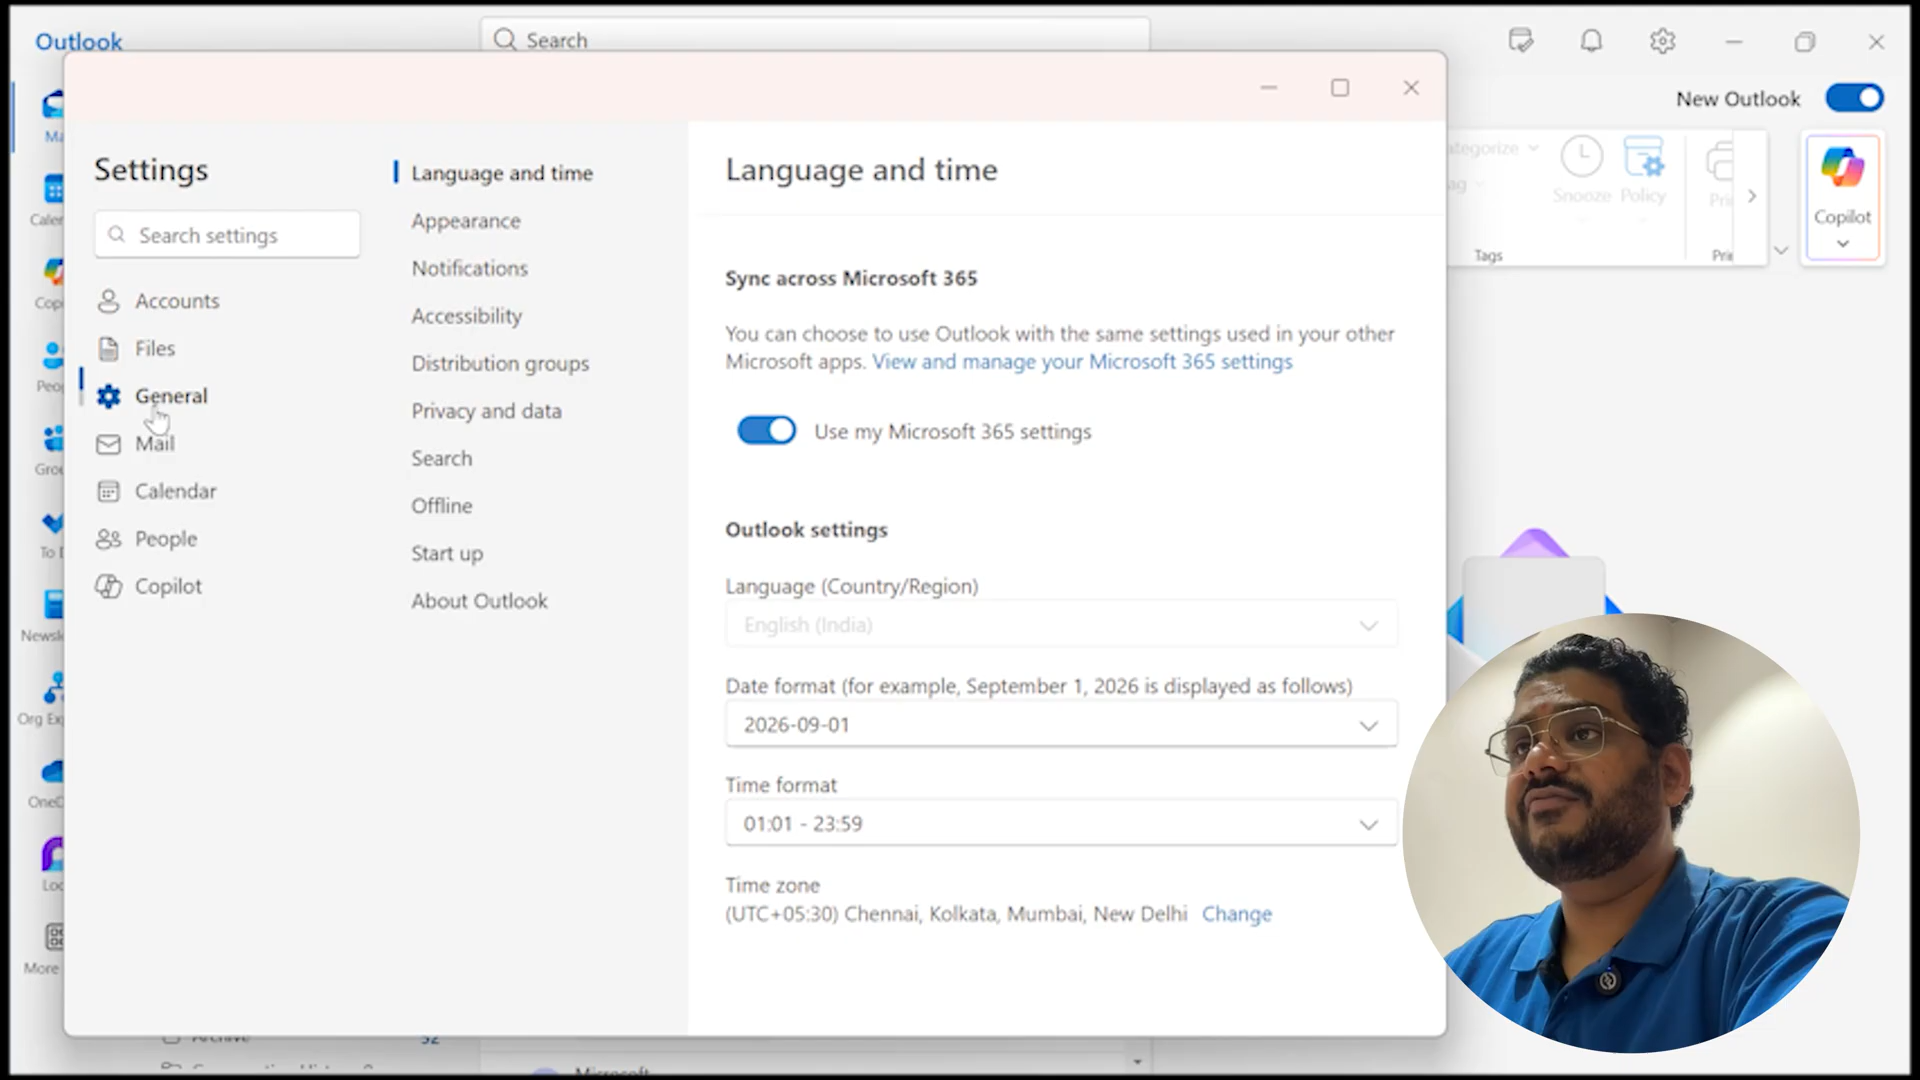 Outlook
Search
New Outlook
Settings
Search settings
Accounts
Files
General
Mail
Calendar
People
Copilot
Language and time
Appearance
Notifications
Accessibility
Distribution groups
Privacy and data
Search
Offline
Start up
About Outlook
Language and time
Sync across Microsoft 365
You can choose to use Outlook with the same settings used in your other
Microsoft apps. View and manage your Microsoft 365 settings
Use my Microsoft 365 settings
Outlook settings
Language (Country/Region)
English (India)
Date format (for example, September 1, 2026 is displayed as follows)
2026-09-01
Time format
01:01 - 23:59
Time zone
(UTC+05:30) Chennai, Kolkata, Mumbai, New Delhi Change
Snooze
Policy
Tags
Copilot
More